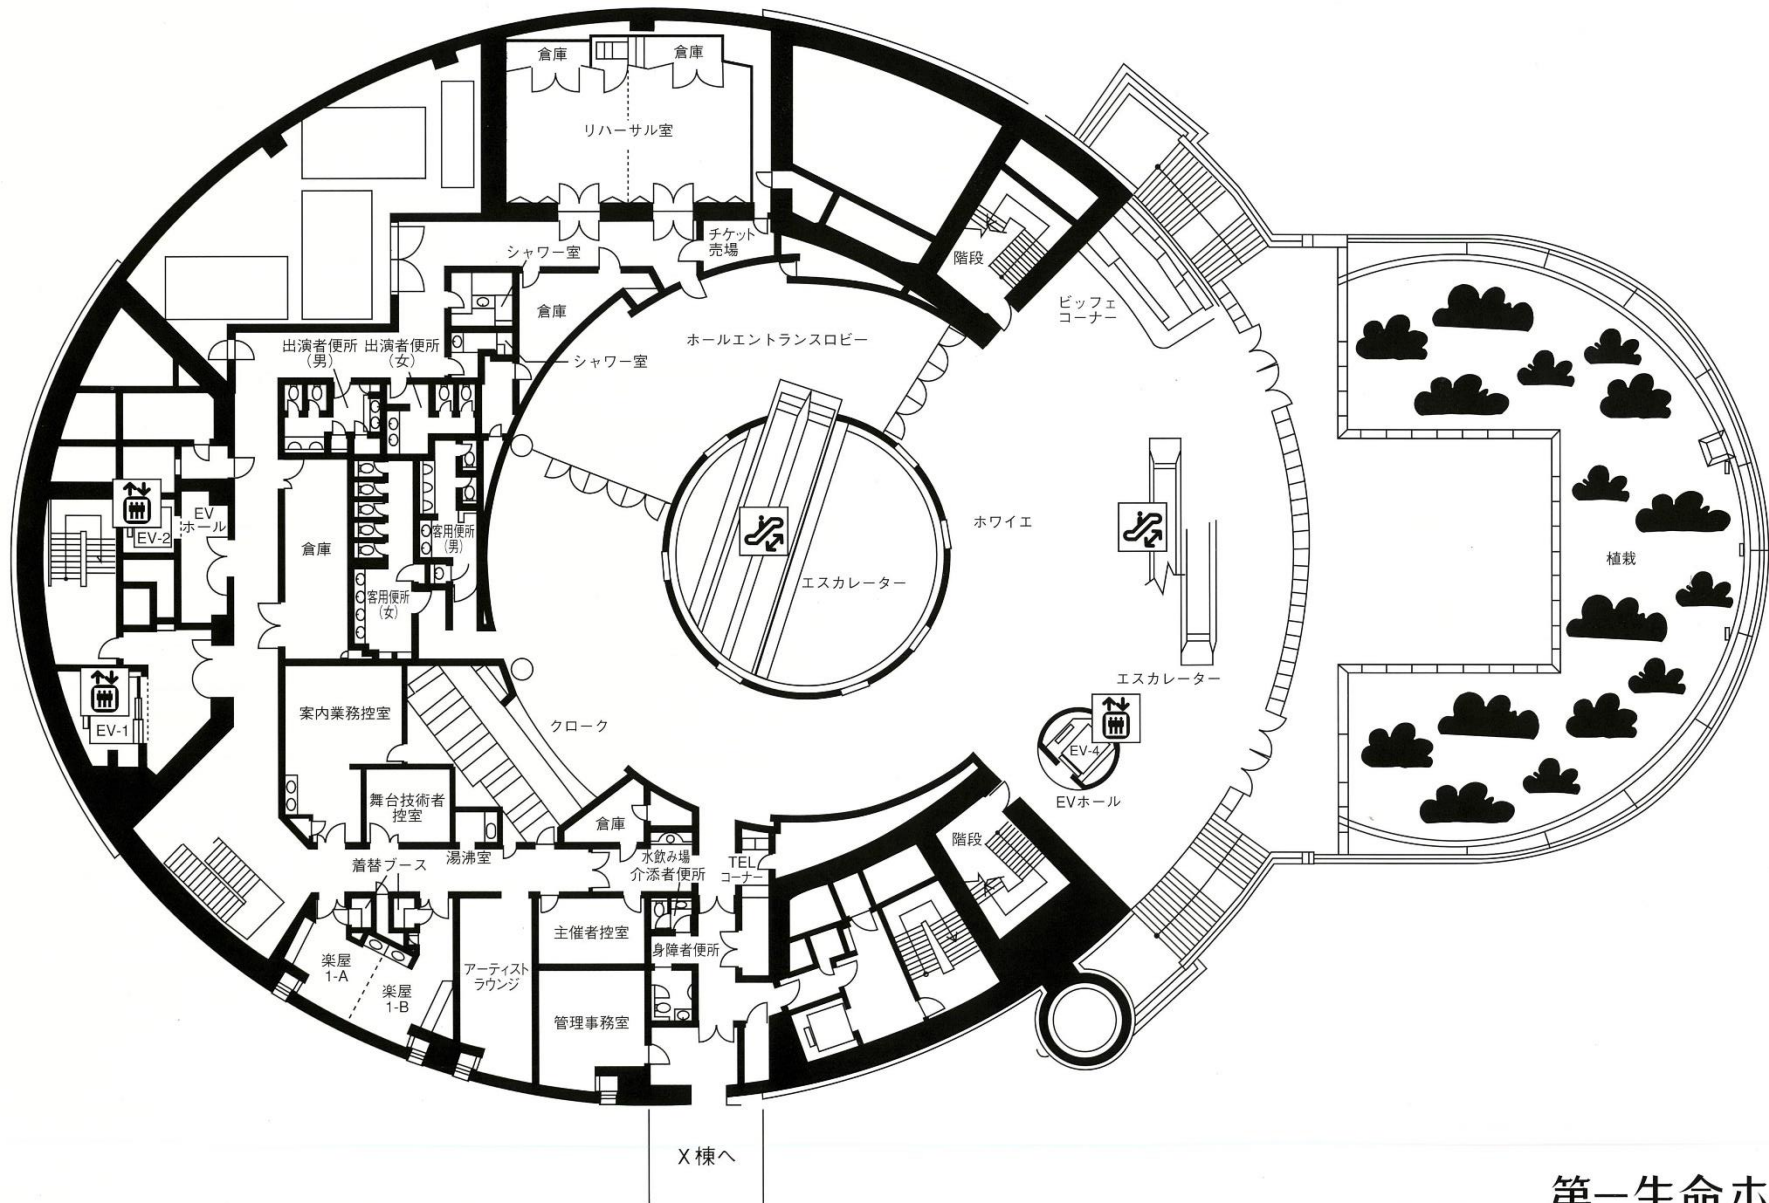 倉庫
倉庫
リハーサル室
チケット
売場
シャワー室
階段
倉庫
ビッフェ
コーナー
ホールエントランスロビー
出演者便所
(男)
出演者便所
(女)
シャワー室
EV
ホール
EV-2
倉庫
客用便所
(男)
ホワイエ
植栽
エスカレーター
客用便所
(女)
エスカレーター
案内業務控室
クローク
EV-1
EV-4
EVホール
舞台技術者
控室
倉庫
階段
着替ブース
湯沸室
水飲み場
介添者便所
TEL
コーナー
主催者控室
身障者便所
楽屋
1-A
アーティスト
ラウンジ
楽屋
1-B
管理事務室
X棟へ
第一生命ホ